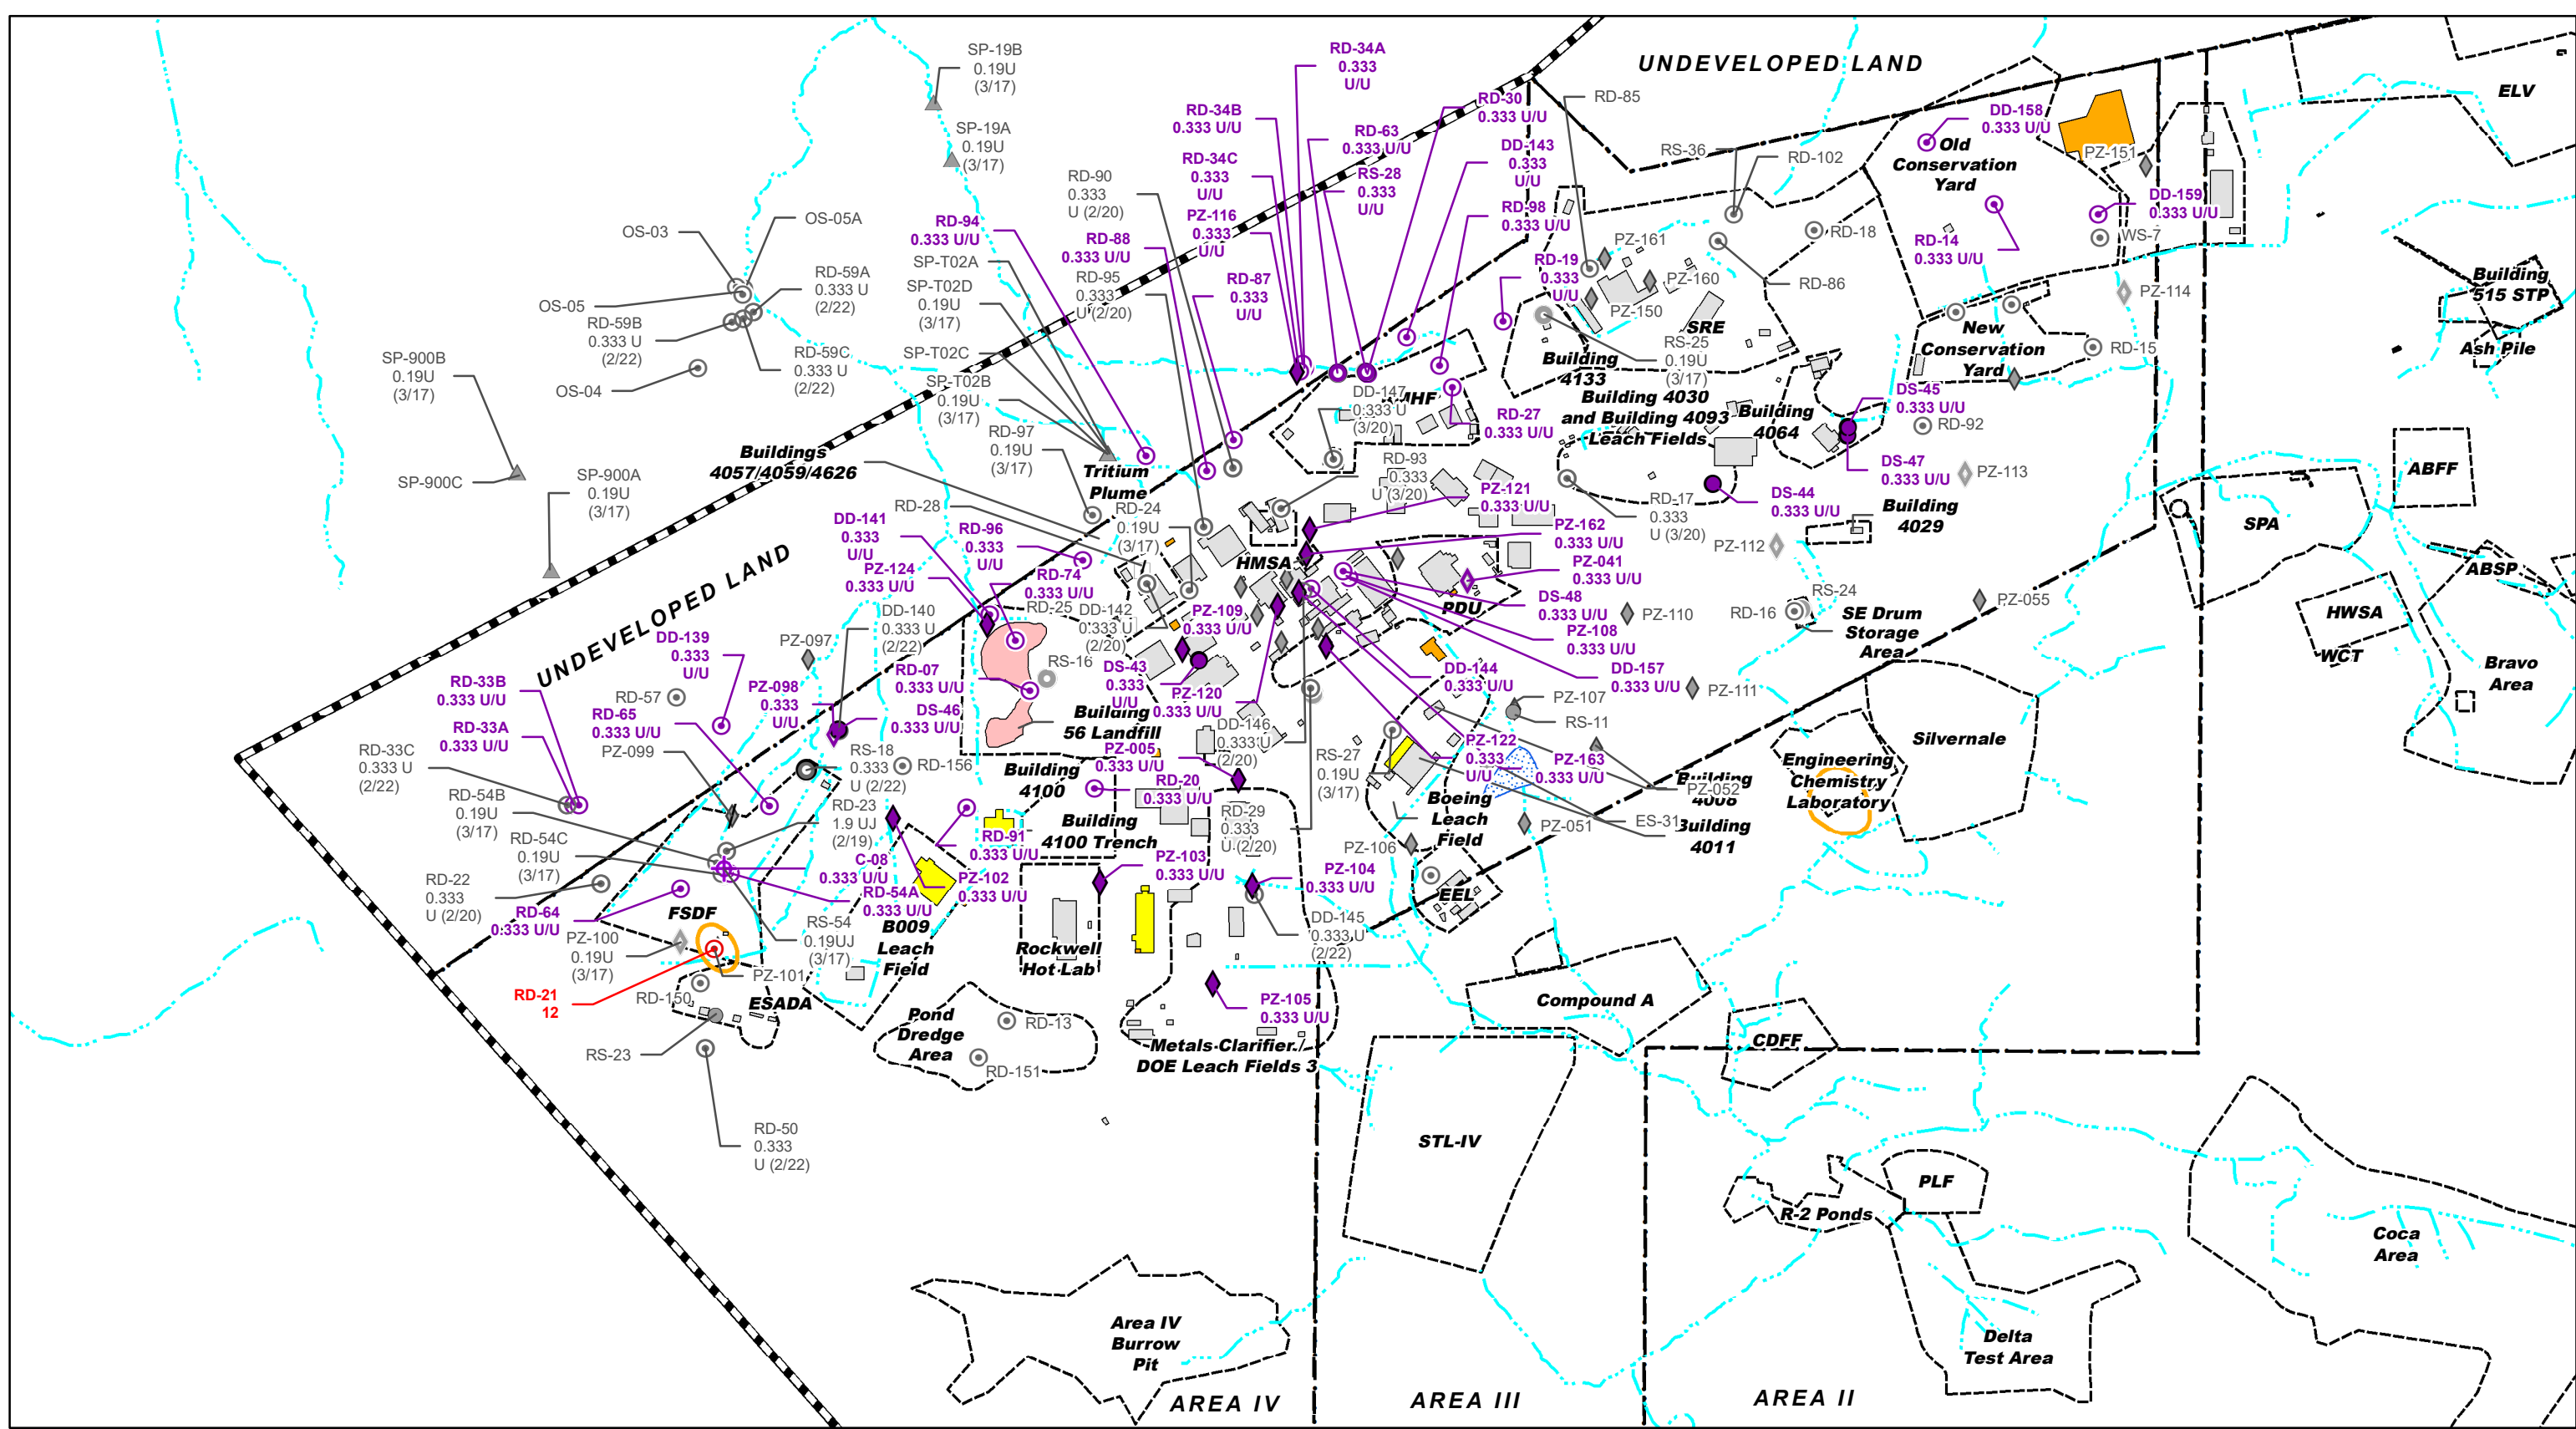 SP-19B
0.19U
(3/17)
SP-19A
0.19U
(3/17)
RD-34A
0.333
U/U
RD-34B
0.333 U/U
RD-34C
0.333
U/U
PZ-116
0.333
U/U
RD-63
0.333 U/U
RS-28
0.333
U/U
RD-30
0.333 U/U
DD-143
0.333
U/U
RD-98
0.333 U/U
RD-19
0.333
U/U
RD-85
UNDEVELOPED LAND
RS-36
RD-102
DD-158
0.333 U/U
Old
Conservation
Yard
PZ-151
DD-159
0.333 U/U
WS-7
RD-14
0.333 U/U
ELV
RD-90
0.333
U (2/20)
RD-94
0.333 U/U
RD-88
0.333 U/U
RD-95
0.333
U (2/20)
RD-87
0.333
U/U
SP-T02A
SP-T02D
0.19U
(3/17)
SP-T02C
SP-T02B
0.19U
(3/17)
OS-03
OS-05A
OS-05
RD-59A
0.333 U
(2/22)
RD-59B
0.333 U
(2/22)
RD-59C
0.333 U
(2/22)
OS-04
SP-900B
0.19U
(3/17)
SP-900C
SP-900A
0.19U
(3/17)
PZ-161
PZ-160
PZ-150
SRE
RD-18
RD-86
RS-25
0.19U
(3/17)
Building
4133
PZ-114
New
Conservation
Yard
RD-15
Building
515 STP
Ash Pile
DD-147
0.333 U
(3/20)
RD-27
0.333 U/U
Building 4030
and Building 4093
Leach Fields
Building
4064
DS-45
0.333 U/U
RD-92
DS-47
0.333 U/U
PZ-113
ABFF
RD-97
0.19U
(3/17)
Buildings
4057/4059/4626
Tritium
Plume
RD-28
RD-24
0.19U
(3/17)
RD-93
0.333
U (3/20)
PZ-121
0.333 U/U
RD-17
0.333
U (3/20)
DS-44
0.333 U/U
Building
4029
SPA
DD-141
0.333
U/U
RD-96
0.333
U/U
PZ-124
0.333 U/U
RD-74
0.333 U/U
HMSA
PZ-162
0.333 U/U
PZ-041
0.333 U/U
PDU
PZ-112
ABSP
HWSA
WCT
Bravo
Area
UNDEVELOPED LAND
DD-140
0.333 U
(2/22)
PZ-097
RD-25
DD-142
0.333 U
(2/20)
PZ-109
0.333 U/U
DS-48
0.333 U/U
PZ-108
0.333 U/U
PZ-110
RD-16
RS-24
SE Drum
Storage
Area
PZ-055
DD-139
0.333
U/U
RD-07
0.333 U/U
RS-16
DS-43
0.333
U/U
PZ-120
0.333 U/U
DD-144
0.333 U/U
DD-157
0.333 U/U
PZ-111
RD-33B
0.333 U/U
RD-33A
0.333 U/U
RD-57
RD-65
0.333 U/U
PZ-098
0.333
U/U
DS-46
0.333 U/U
PZ-099
Building
56 Landfill
PZ-107
RS-11
Silvernale
RD-33C
0.333 U
(2/22)
RS-18
0.333
U (2/22)
RD-156
Building
4100
PZ-005
0.333 U/U
DD-146
0.333 U
(2/20)
RS-27
0.19U
(3/17)
PZ-122
0.333
U/U
PZ-163
0.333 U/U
Building
4008
PZ-052
Engineering
Chemistry
Laboratory
RD-20
0.333 U/U
RD-54B
0.19U
(3/17)
RD-23
1.9 UJ
(2/19)
RD-54C
0.19U
(3/17)
RD-91
0.333 U/U
Building
4100 Trench
RD-29
0.333
U (2/20)
Boeing
Leach
Field
PZ-051
ES-31
Building
4011
PZ-106
C-08
0.333 U/U
RD-54A
0.333 U/U
PZ-102
0.333 U/U
PZ-103
0.333 U/U
PZ-104
0.333 U/U
EEL
RD-22
0.333
U (2/20)
RD-64
0.333 U/U
FSDF
PZ-100
0.19U
(3/17)
RS-54
0.19UJ
(3/17)
B009
Leach
Field
Rockwell
Hot Lab
DD-145
0.333 U
(2/22)
RD-21
12
PZ-101
RD-150
ESADA
PZ-105
0.333 U/U
Compound A
RS-23
Pond
Dredge
Area
RD-13
RD-151
Metals Clarifier /
DOE Leach Fields 3
CDFF
RD-50
0.333
U (2/22)
STL-IV
PLF
R-2 Ponds
Coca
Area
Area IV
Burrow
Pit
Delta
Test Area
AREA IV
AREA III
AREA II